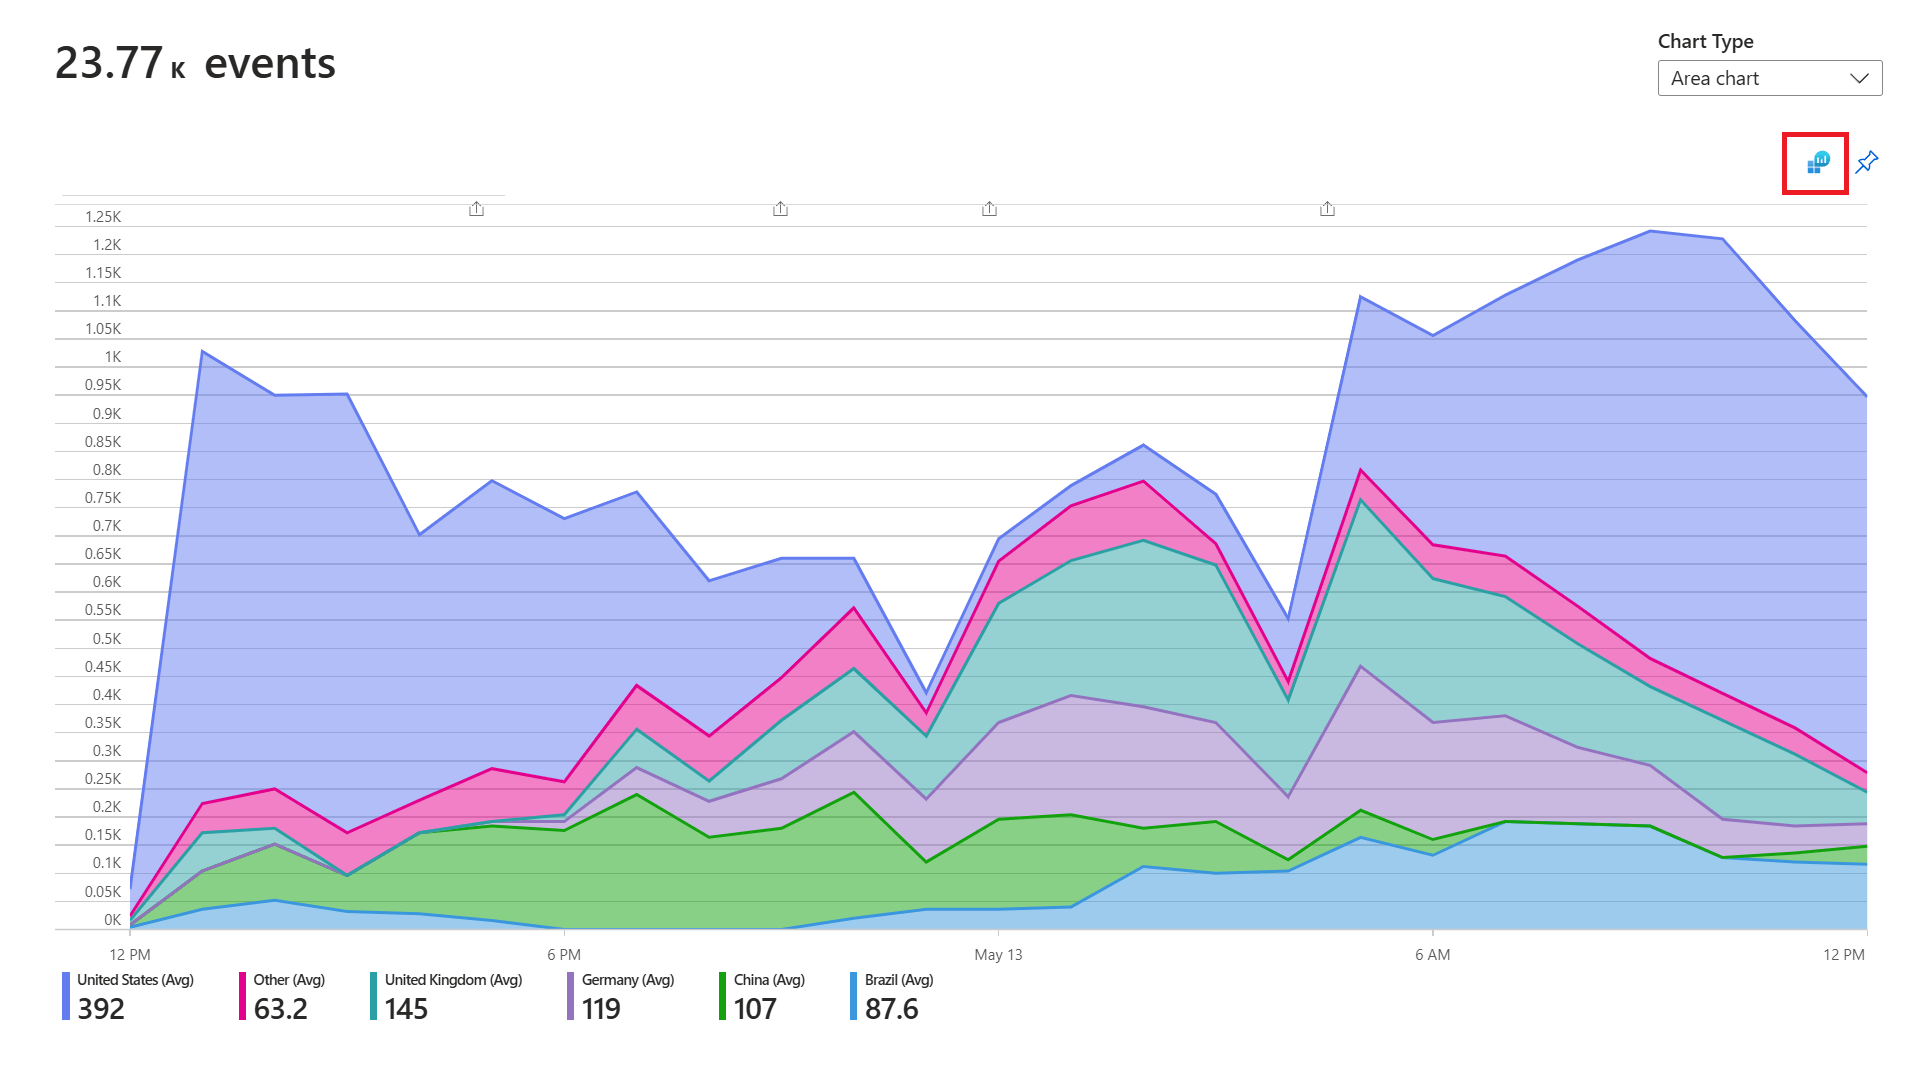 23.77 K events
Chart Type
Area chart
1.25K
1.2K
1.15K
1.1K
1.05K
1K
0.95K
0.9K
0.85K
0.8K
0.75K
0.7K
0.65K
0.6K
0.55K
0.5K
0.45K
0.4K
0.35K
0.3K
0.25K
0.2K
0.15K
0.1K
0.05K
0K
12 PM 6 PM May 13 6 AM 12 PM
United States (Avg) Other (Avg) United Kingdom (Avg) Germany (Avg) China (Avg) Brazil (Avg)
392 63.2 145 119 107 87.6